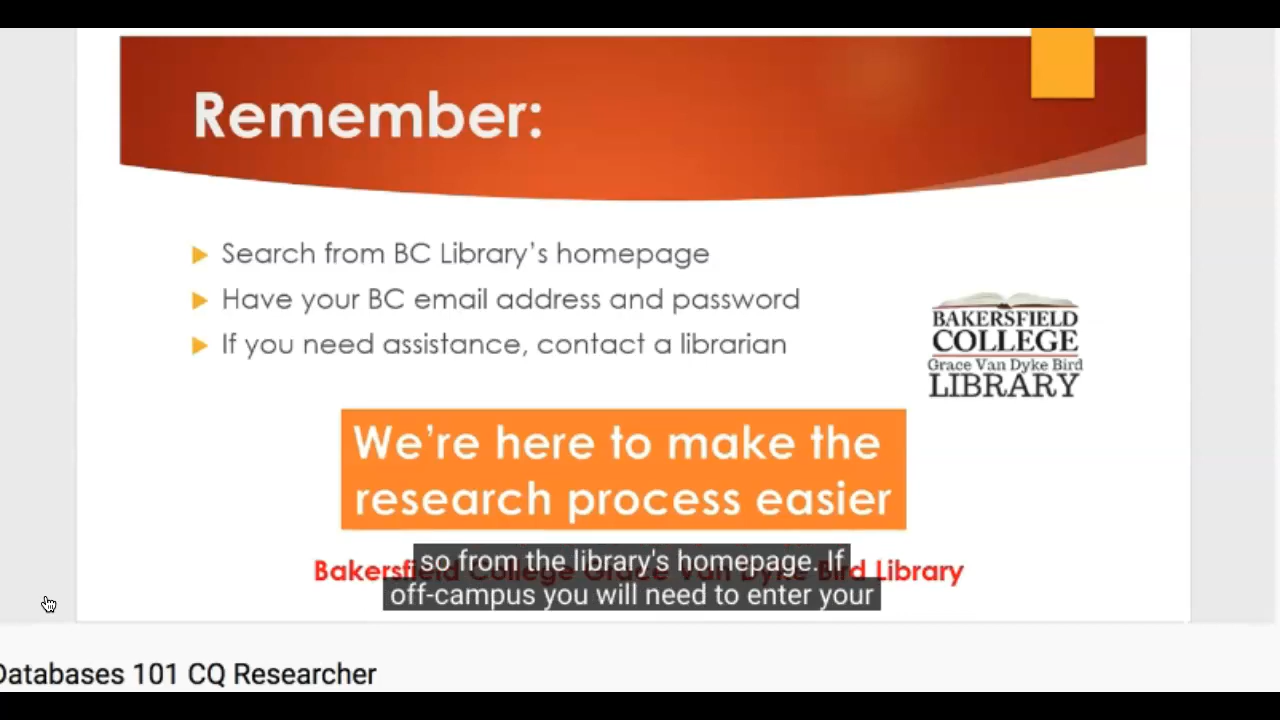 Remember:
Search from BC Library's homepage
Have your BC email address and password
If you need assistance, contact a librarian
BAKERSFIELD
COLLEGE
Grace Van Dyke Bird
LIBRARY
We're here to make the
research process easier
Bakersfield College Grace Van Dyke Bird Library
so from the library's homepage. If
off-campus you will need to enter your
Databases 101 CQ Researcher